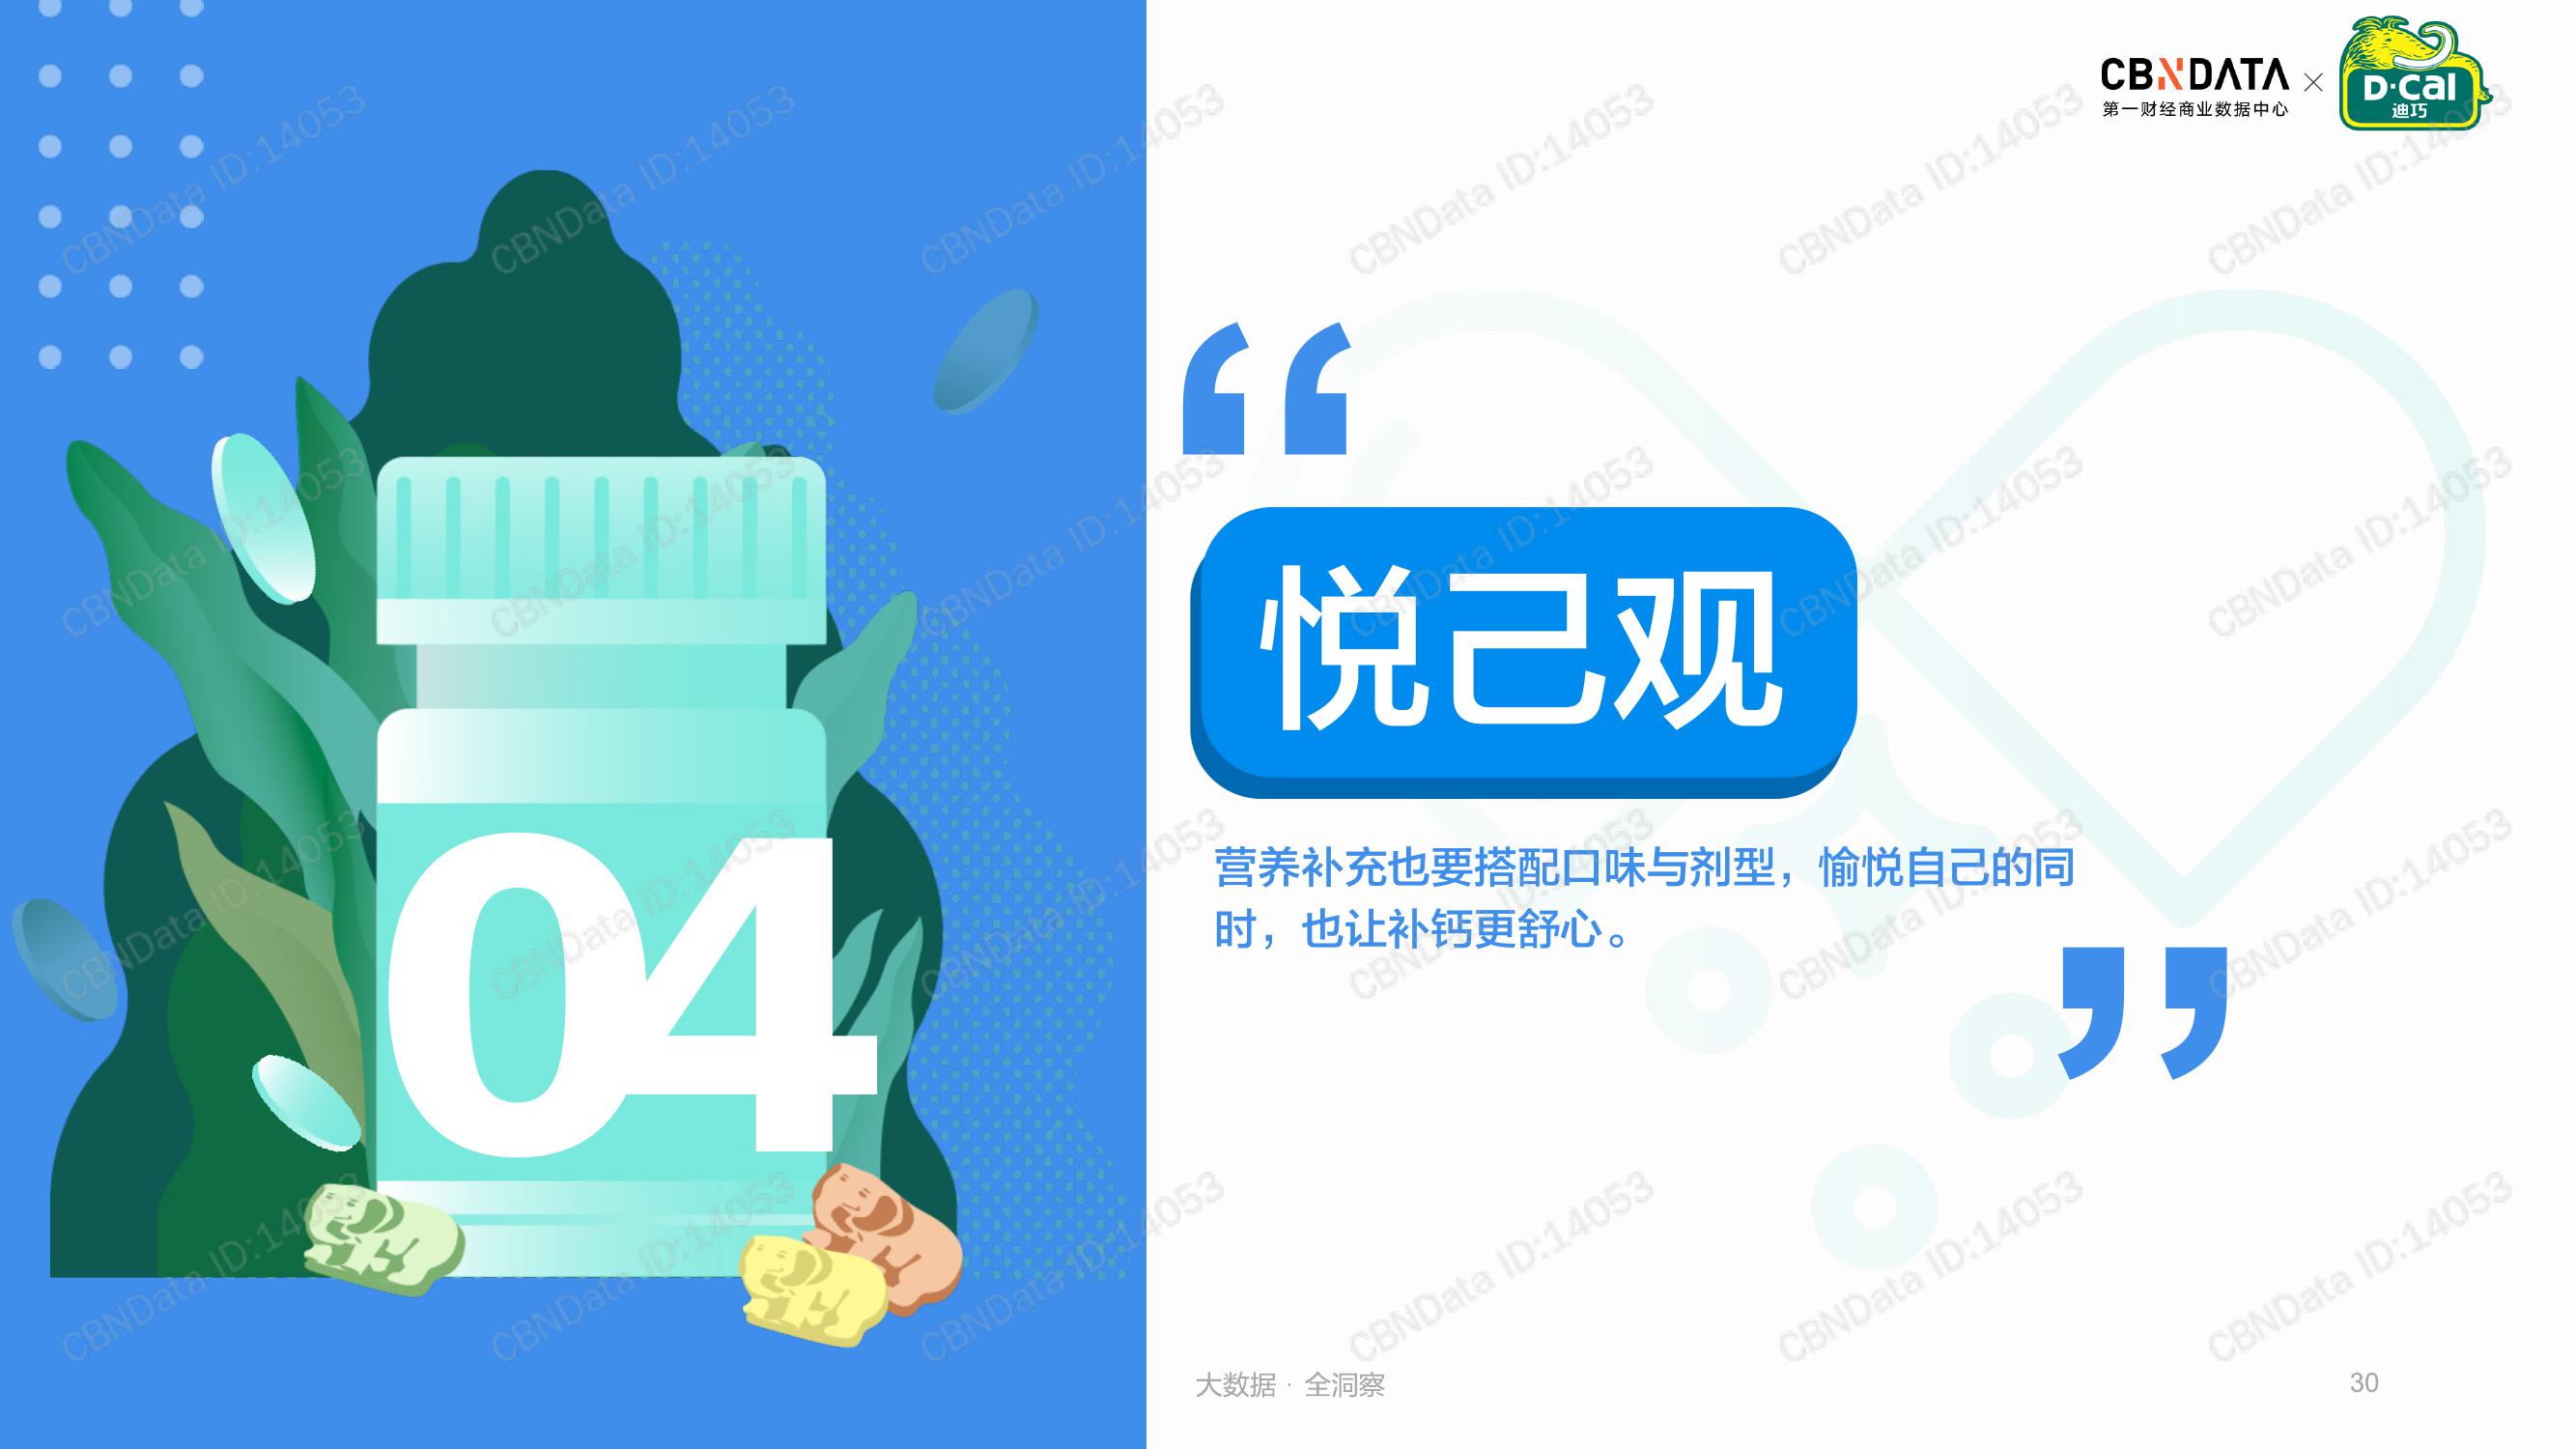 CBNDATA
第一财经商业数据中心
×
D·Cal
迪巧
悦己观
营养补充也要搭配口味与剂型，愉悦自己的同
时，也让补钙更舒心。
04
大数据 · 全洞察
30
CBNData ID:14053